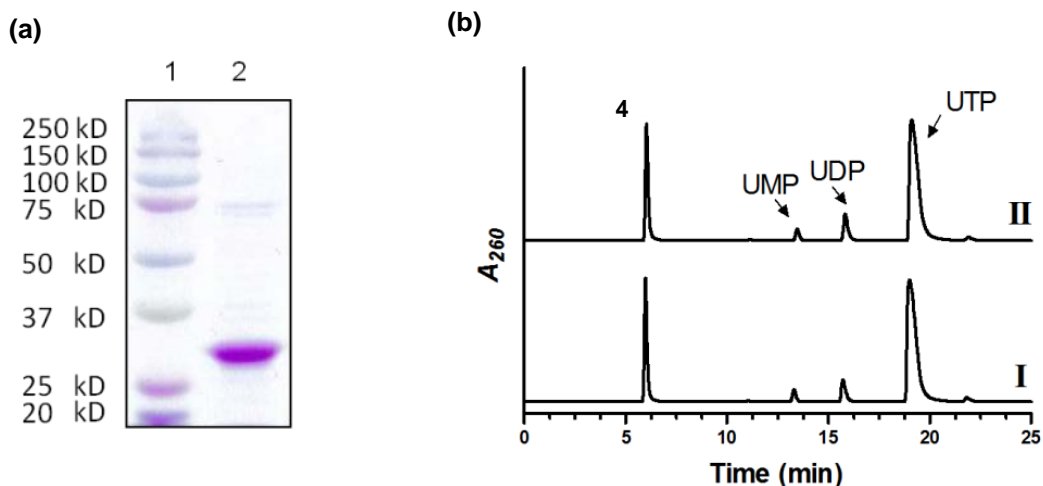 (a)
1 2
250 kD
150 kD
100 kD
75 kD
50 kD
37 kD
25 kD
20 kD
(b)
4
UMP
UDP
UTP
II
I
A260
0 5 10 15 20 25
Time (min)